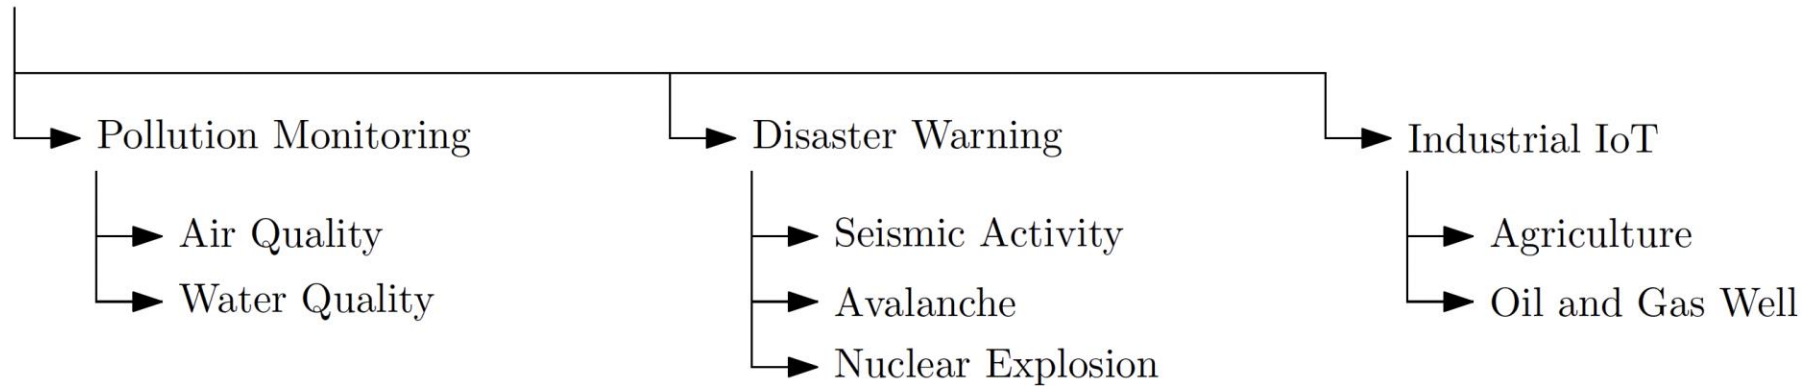 Pollution Monitoring
Air Quality
Water Quality
Disaster Warning
Seismic Activity
Avalanche
Nuclear Explosion
Industrial IoT
Agriculture
Oil and Gas Well